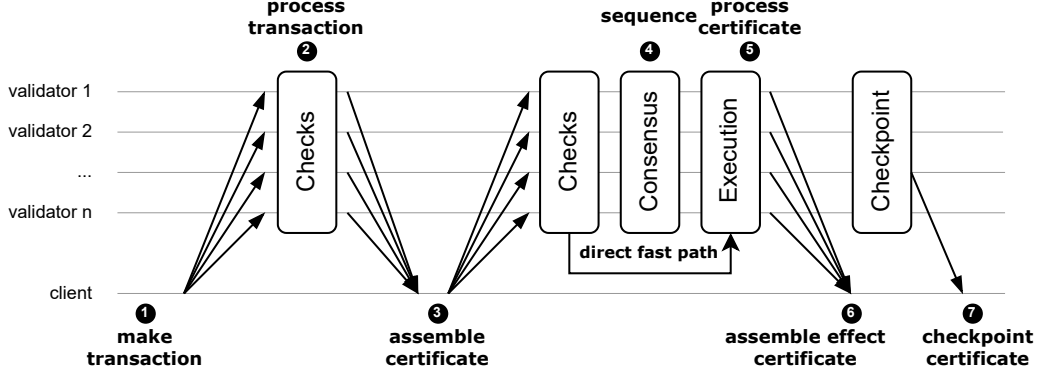 process
transaction
2
sequence
4
process
certificate
5
validator 1
validator 2
...
validator n
client
Checks
Checks
Consensus
Execution
Checkpoint
direct fast path
1
make
transaction
3
assemble
certificate
6
assemble effect
certificate
7
checkpoint
certificate